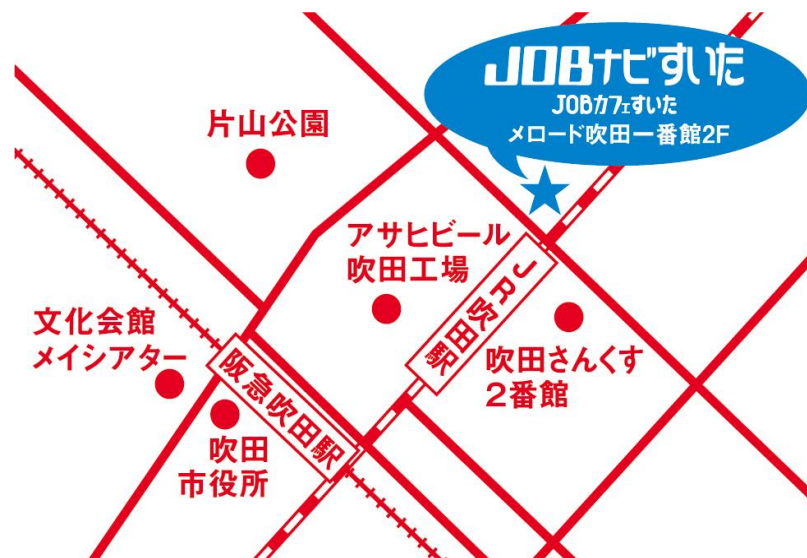 JOBナビすいた
JOBカフェすいた
メロード吹田一番館2F
片山公園
アサヒビール
吹田工場
JR吹田駅
文化会館
メイシアター
阪急吹田駅
吹田さんくす
2番館
吹田
市役所